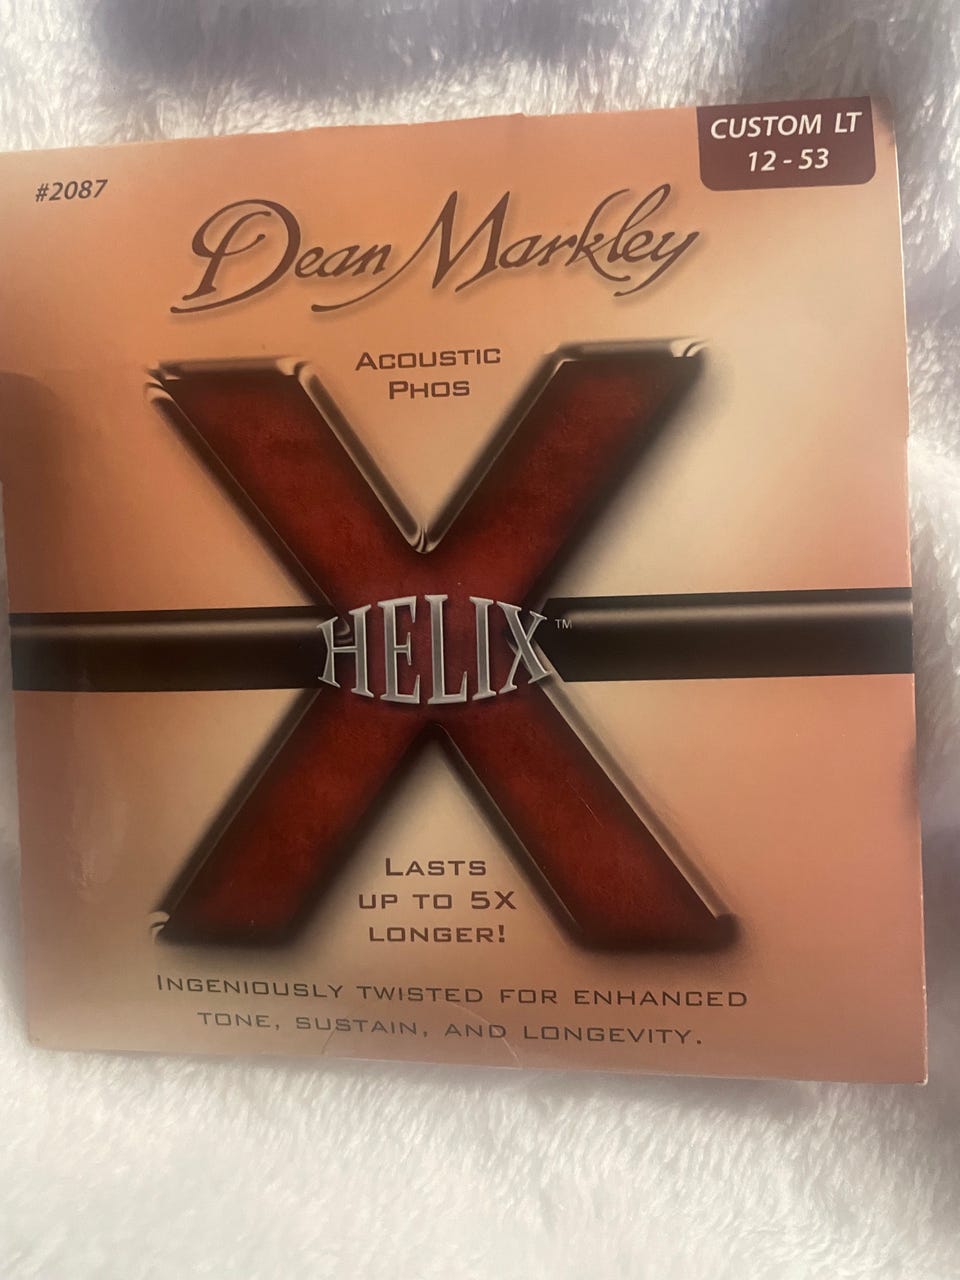 #2087
CUSTOM LT
12 - 53
Dean Markley
ACOUSTIC
PHOS
HELIX™
LASTS
UP TO 5X
LONGER!
INGENIOUSLY TWISTED FOR ENHANCED
TONE, SUSTAIN, AND LONGEVITY.